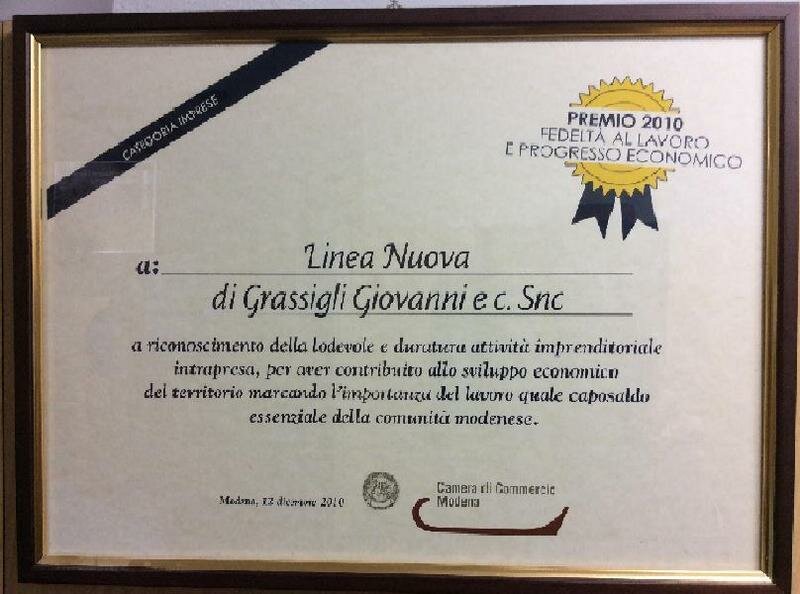 CATEGORIA IMPRESE
PREMIO 2010
FEDELTÀ AL LAVORO
E PROGRESSO ECONOMICO
a: Linea Nuova
di Grassigli Giovanni e c. Snc
a riconoscimento della lodevole e duratura attività imprenditoriale
intrapresa, per aver contribuito allo sviluppo economico
del territorio marcando l'importanza del lavoro quale caposaldo
essenziale della comunità modenese.
Modena, 12 dicembre 2010
Camera di Commercio
Modena